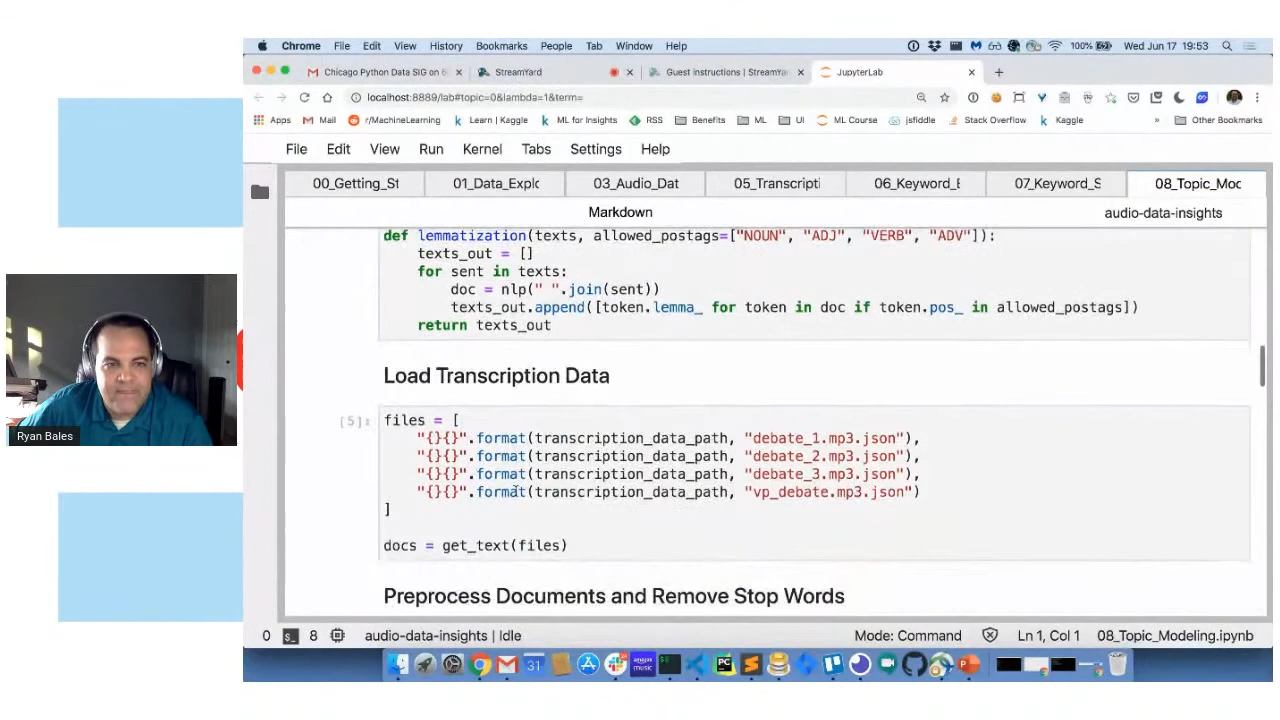 Chrome File Edit View History Bookmarks People Tab Window Help 100% Wed Jun 17 19:53
Chicago Python Data SIG on 6 StreamYard Guest Instructions | StreamYar JupyterLab
localhost:8889/lab#topic=0&lambda=1&term=
Apps Mail r/MachineLearning Learn | Kaggle ML for Insights RSS Benefits ML UI ML Course jsfiddle Stack Overflow Kaggle » Other Bookmarks
File Edit View Run Kernel Tabs Settings Help
00_Getting_St 01_Data_Explo 03_Audio_Dat 05_Transcripti 06_Keyword_E 07_Keyword_S 08_Topic_Moc
Markdown audio-data-insights
def lemmatization(texts, allowed_postags=["NOUN", "ADJ", "VERB", "ADV"]):
texts_out = []
for sent in texts:
doc = nlp(" ".join(sent))
texts_out.append([token.lemma_ for token in doc if token.pos_ in allowed_postags])
return texts_out
Load Transcription Data
[5]: files = [
"{}{}".format(transcription_data_path, "debate_1.mp3.json"),
"{}{}".format(transcription_data_path, "debate_2.mp3.json"),
"{}{}".format(transcription_data_path, "debate_3.mp3.json"),
"{}{}".format(transcription_data_path, "vp_debate.mp3.json")
]
docs = get_text(files)
Preprocess Documents and Remove Stop Words
0 8 audio-data-insights | Idle Mode: Command Ln 1, Col 1 08_Topic_Modeling.ipynb
31 amazon music PC
Ryan Bales